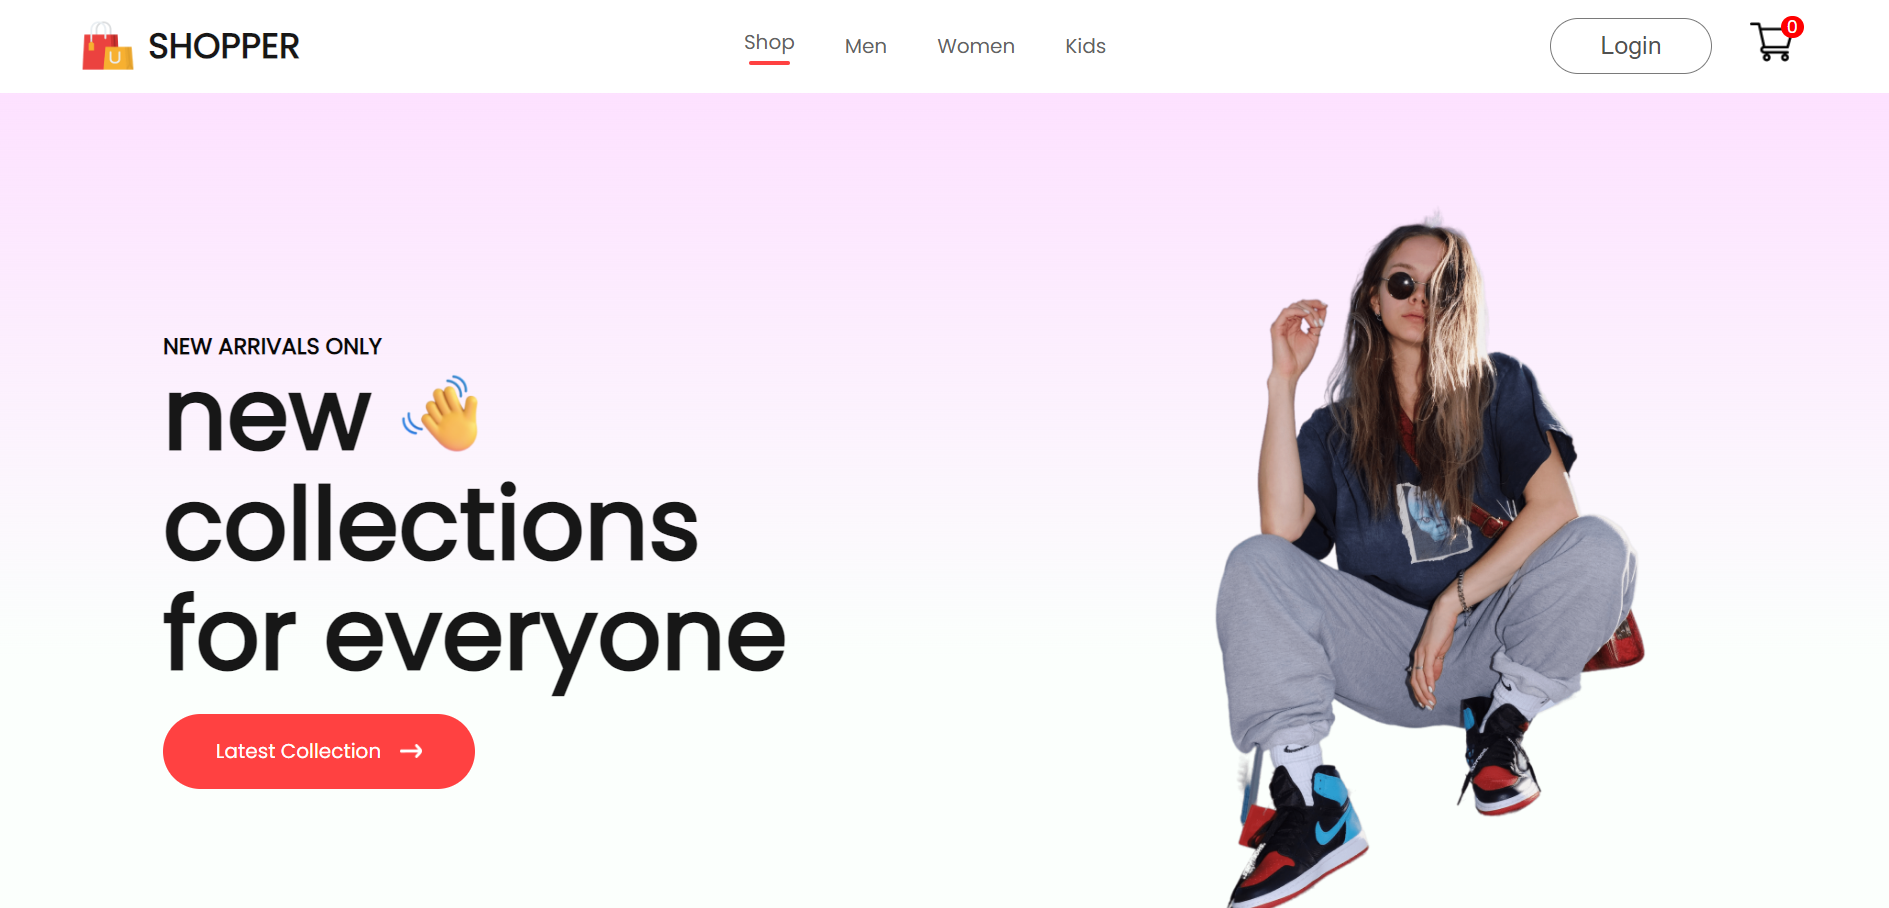 U
SHOPPER
Shop
Men
Women
Kids
Login
0
NEW ARRIVALS ONLY
new
collections
for everyone
Latest Collection